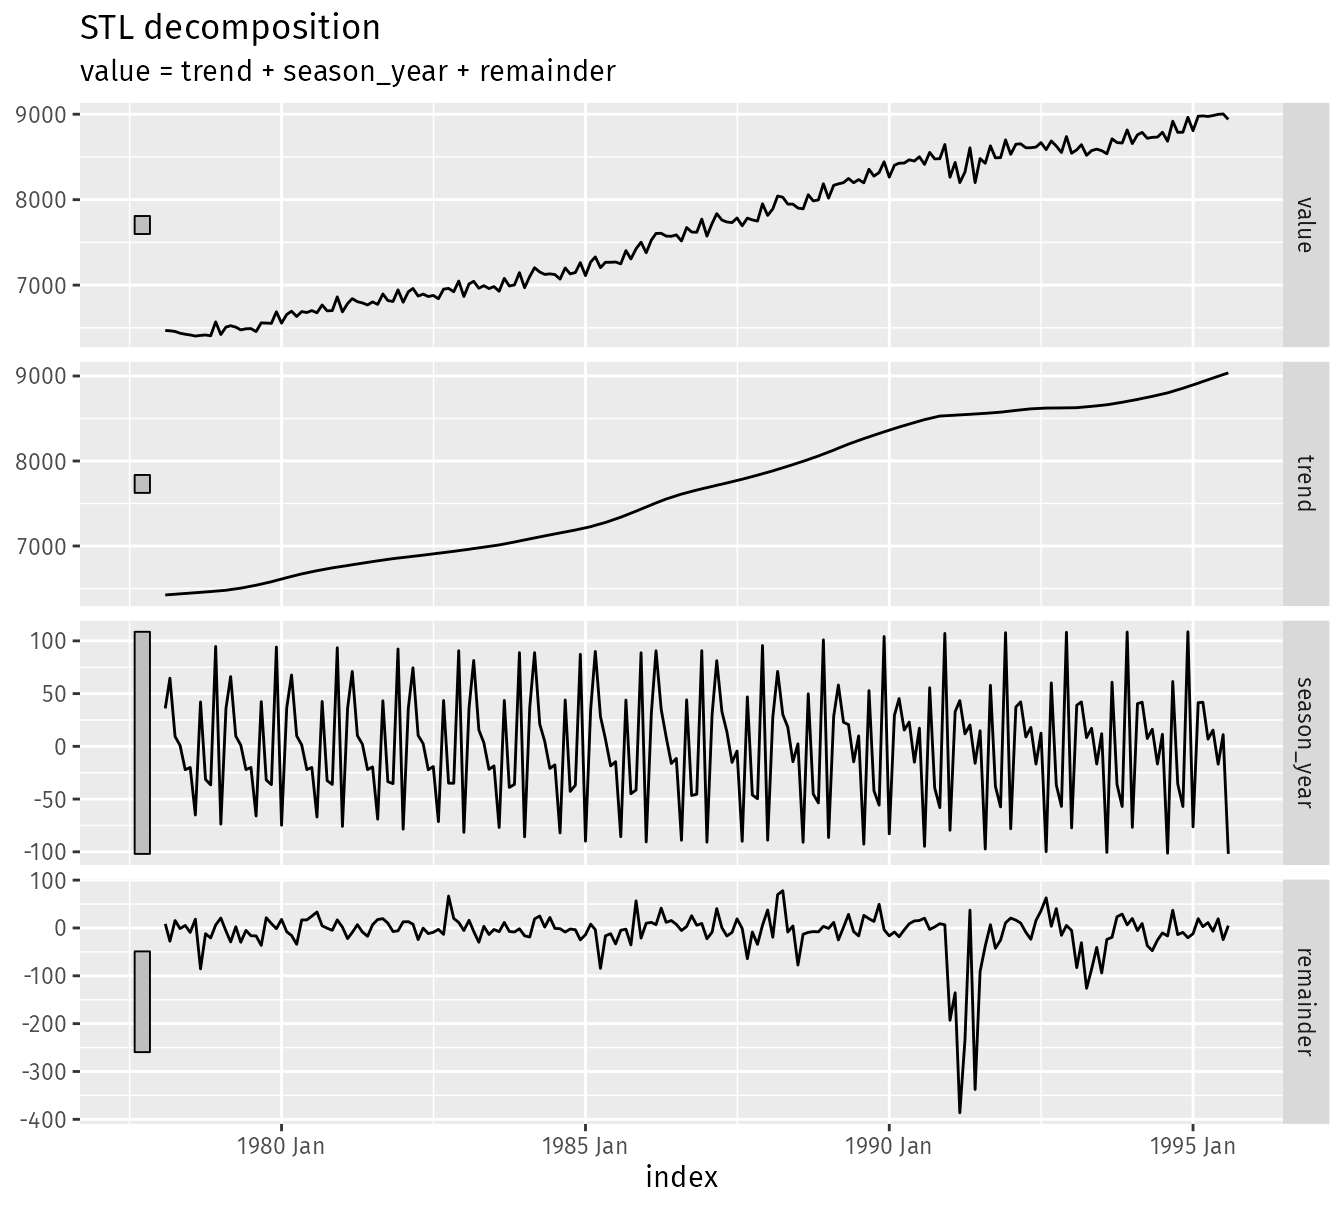 STL decomposition
value = trend + season_year + remainder
9000
8000
7000
value
9000
8000
7000
trend
100
50
0
-50
-100
season_year
100
0
-100
-200
-300
-400
remainder
1980 Jan
1985 Jan
1990 Jan
1995 Jan
index